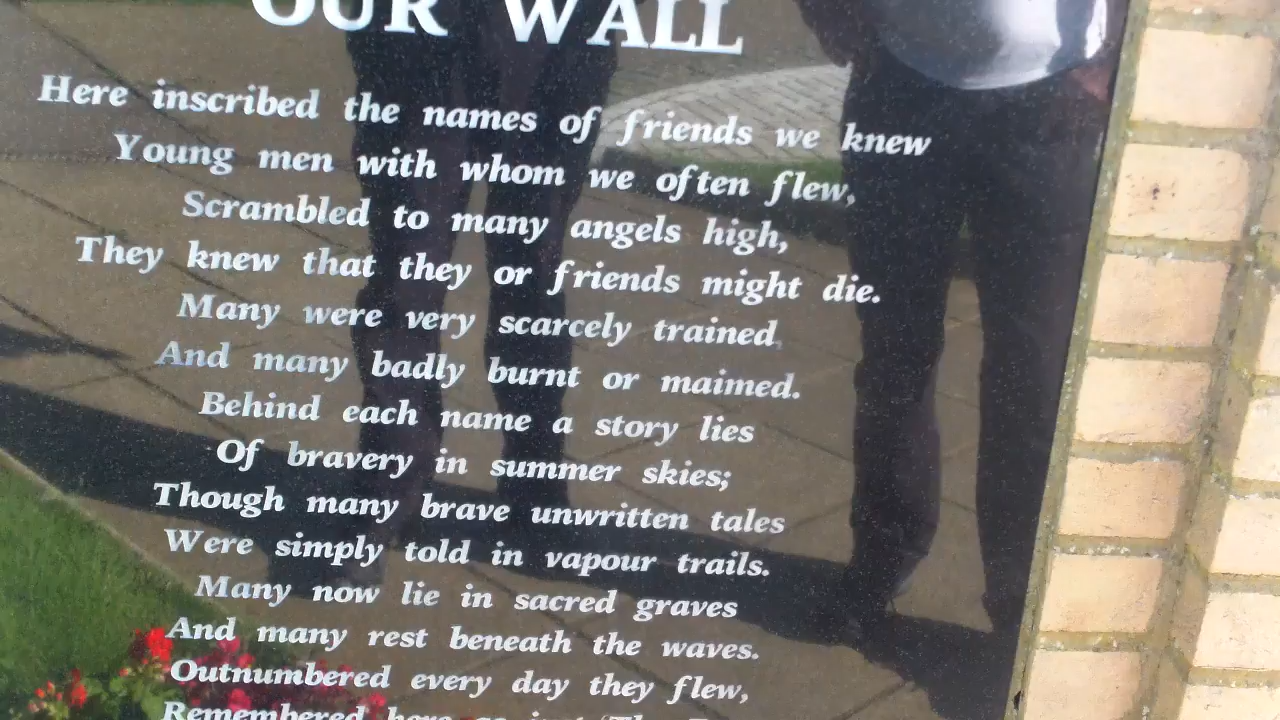 OUR WALL
Here inscribed the names of friends we knew
Young men with whom we often flew,
Scrambled to many angels high,
They knew that they or friends might die.
Many were very scarcely trained,
And many badly burnt or maimed.
Behind each name a story lies
Of bravery in summer skies;
Though many brave unwritten tales
Were simply told in vapour trails.
Many now lie in sacred graves
And many rest beneath the waves.
Outnumbered every day they flew,
Remembered here as just 'The